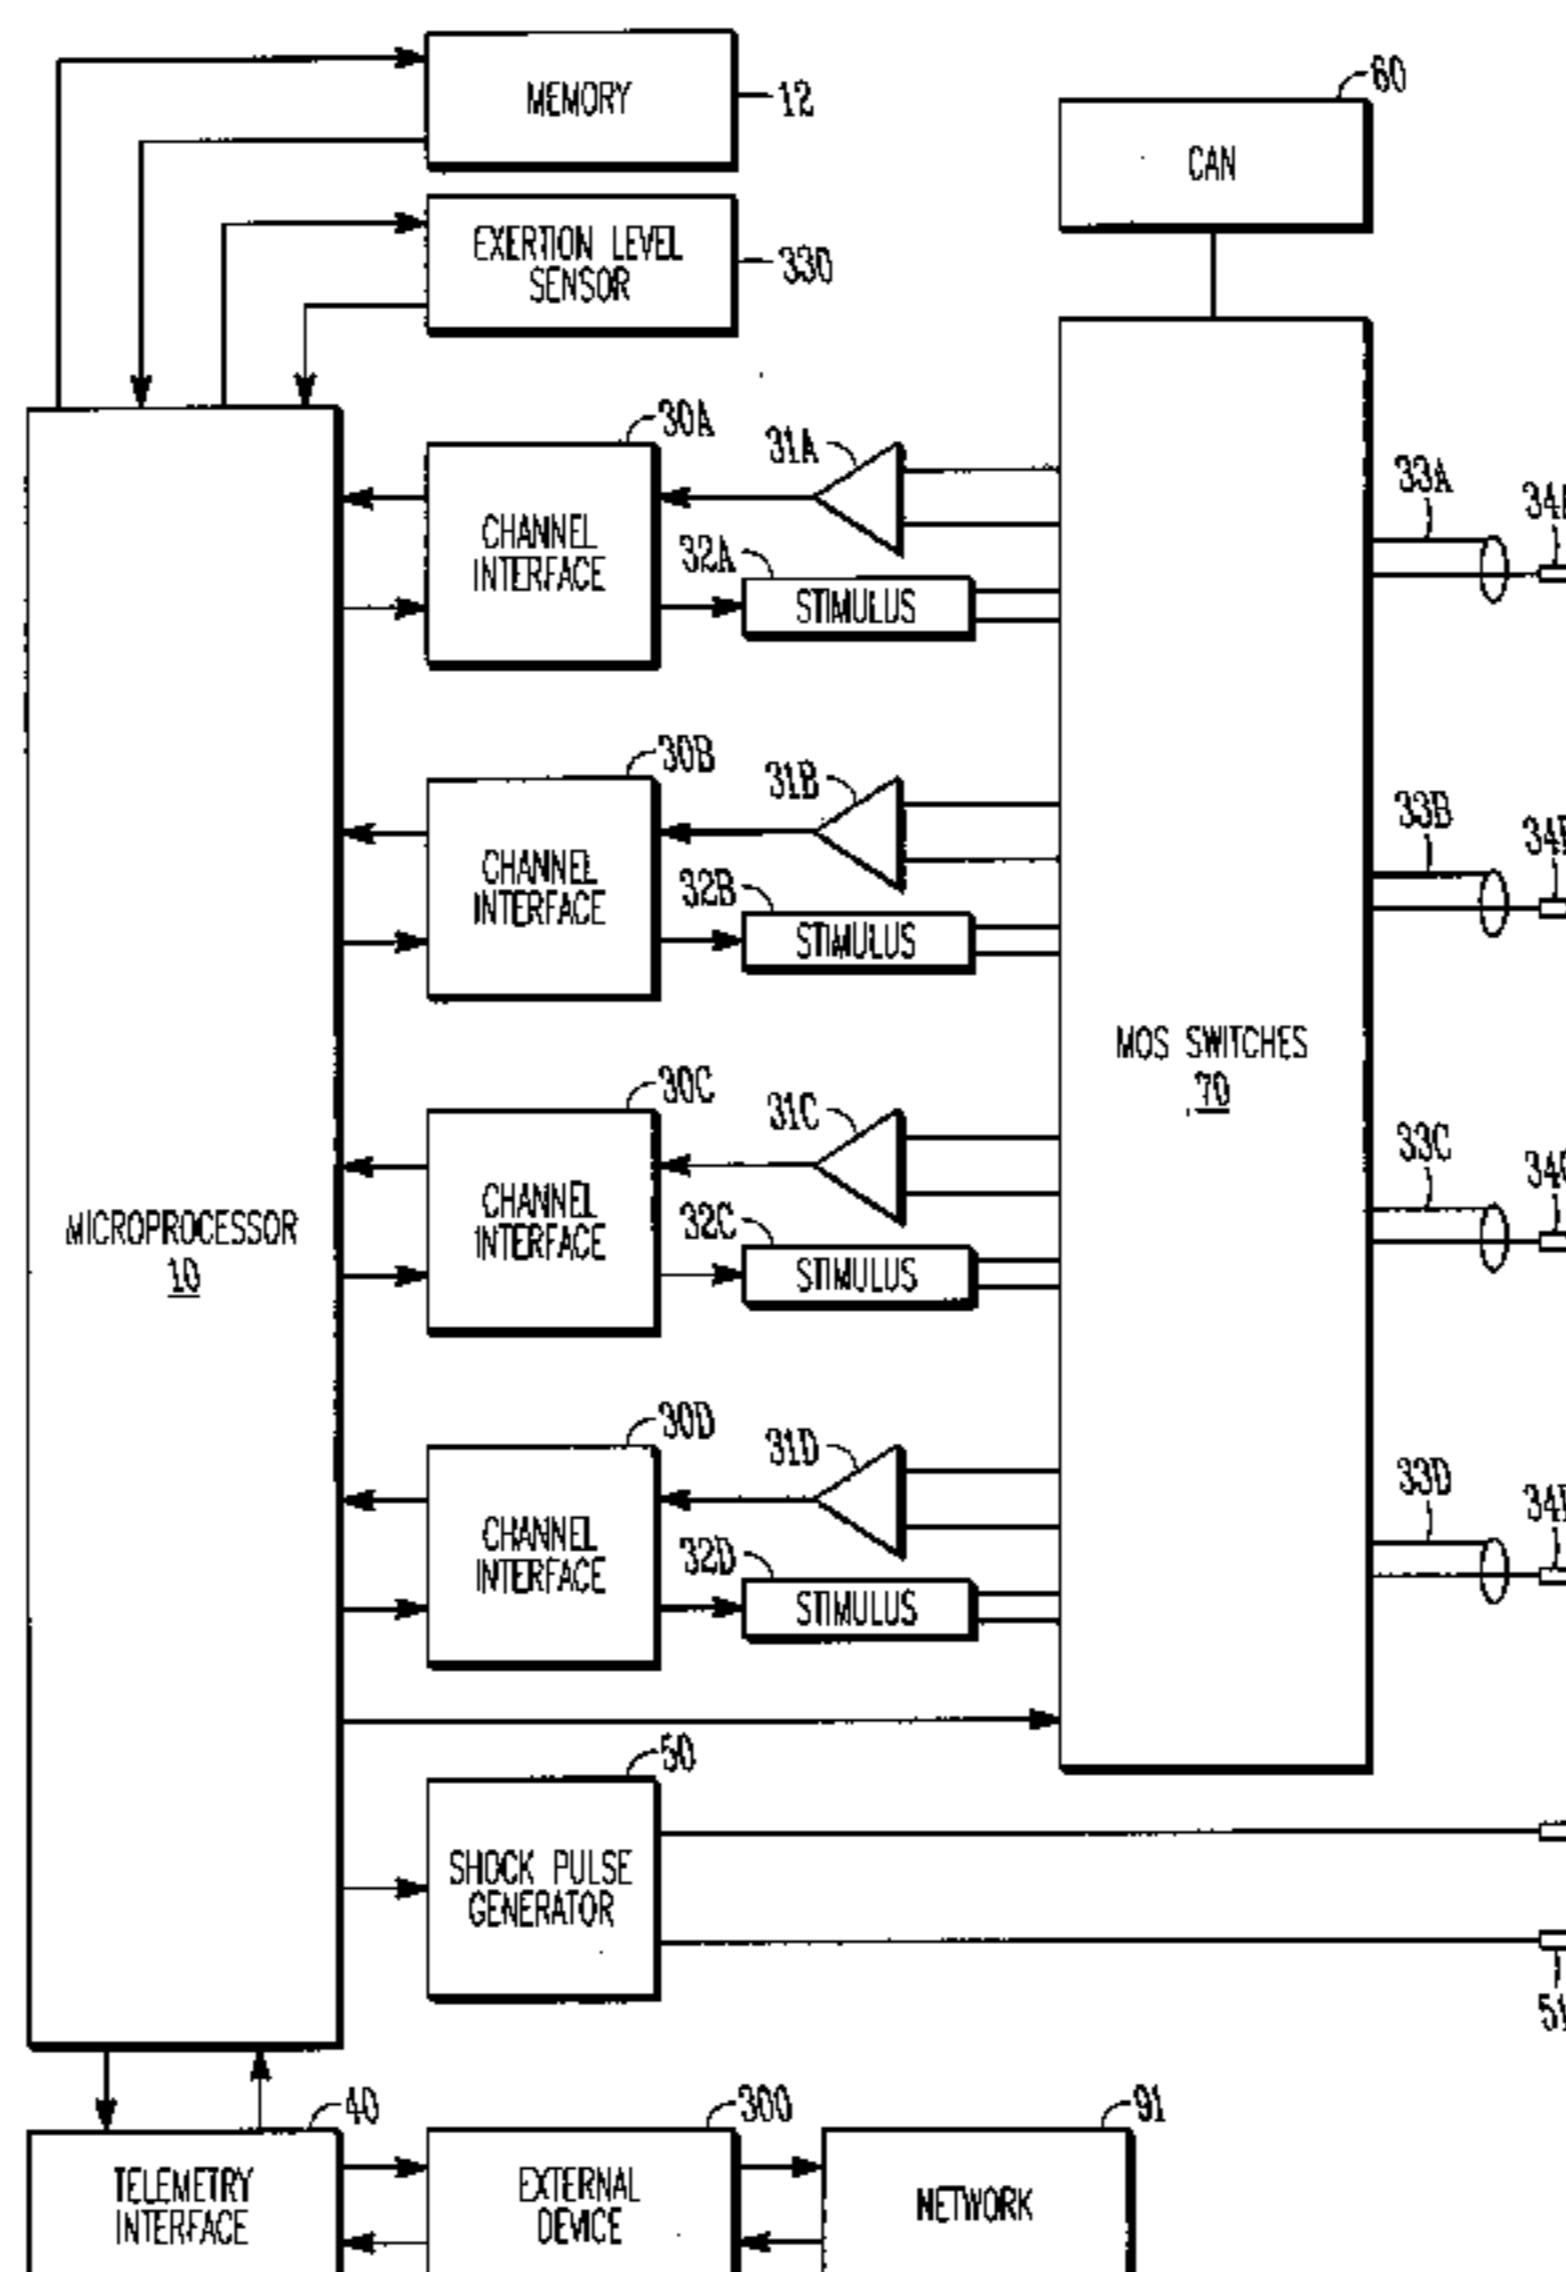 MEMORY
12
60
CAN
EXERTION LEVEL
SENSOR
330
30A
31A
CHANNEL
INTERFACE
32A
STIMULUS
33A
30B
31B
CHANNEL
INTERFACE
32B
STIMULUS
33B
MOS SWITCHES
70
30C
31C
CHANNEL
INTERFACE
32C
STIMULUS
33C
MICROPROCESSOR
10
30D
31D
CHANNEL
INTERFACE
32D
STIMULUS
33D
50
SHOCK PULSE
GENERATOR
40
TELEMETRY
INTERFACE
300
EXTERNAL
DEVICE
91
NETWORK